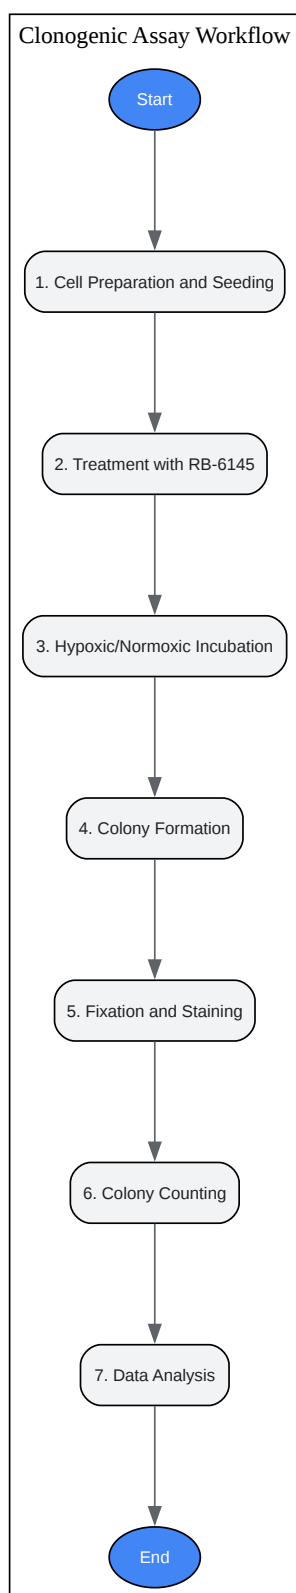 Clonogenic Assay Workflow
Start
1. Cell Preparation and Seeding
2. Treatment with RB-6145
3. Hypoxic/Normoxic Incubation
4. Colony Formation
5. Fixation and Staining
6. Colony Counting
7. Data Analysis
End